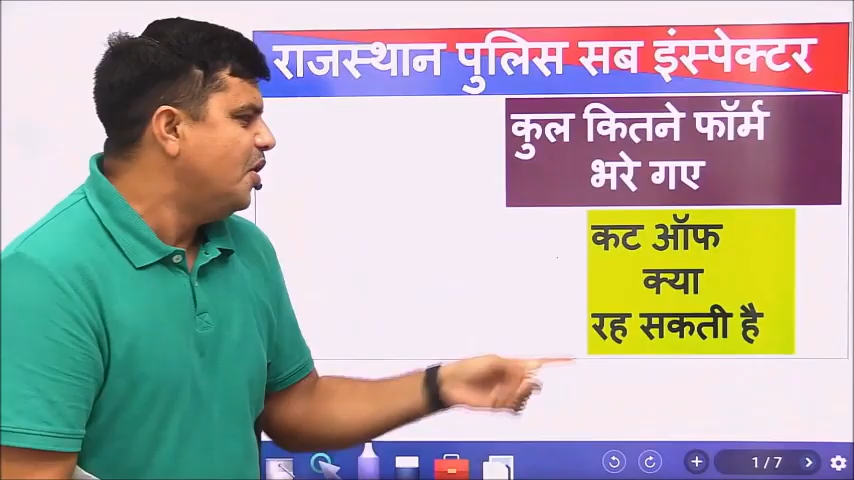 राजस्थान पुलिस सब इंस्पेक्टर
कुल कितने फॉर्म
भरे गए
कट ऑफ
क्या
रह सकती है
1/7